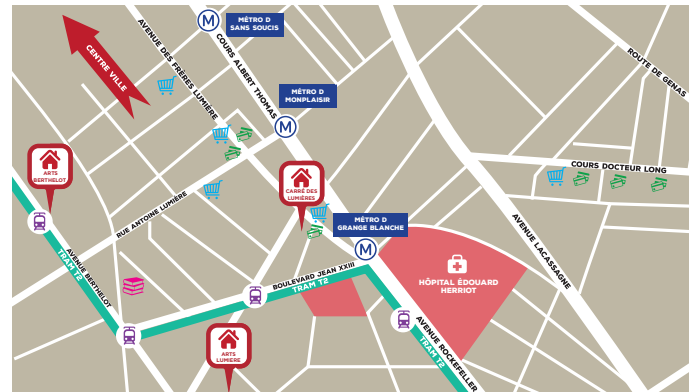 M
MÉTRO D
SANS SOUCIS
AVENUE DES FRÈRES LUMIÈRE
COURS ALBERT THOMAS
CENTRE VILLE
ROUTE DE GENAS
MÉTRO D
MONPLAISIR
M
ARTS
BERTHELOT
COURS DOCTEUR LONG
CARRÉ DES
LUMIÈRES
RUE ANTOINE LUMIÈRE
MÉTRO D
GRANGE BLANCHE
M
AVENUE LACASSAGNE
AVENUE BERTHELOT
TRAM T2
BOULEVARD JEAN XXIII
TRAM T2
HÔPITAL ÉDOUARD
HERRIOT
AVENUE ROCKEFELLER
TRAM T2
ARTS
LUMIÈRE